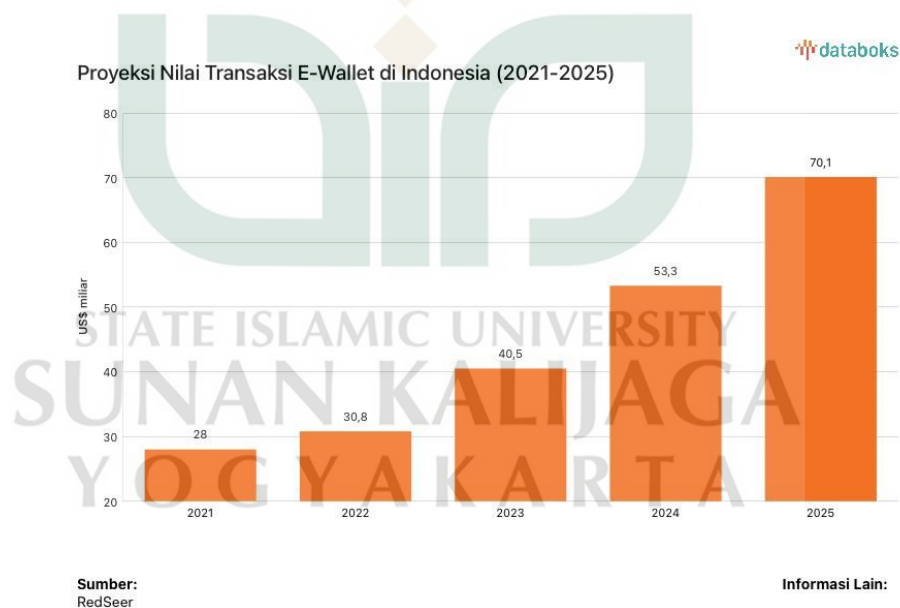 databoks
Proyeksi Nilai Transaksi E-Wallet di Indonesia (2021-2025)
80
70
60
50
40
30
20
US$ miliar
28
30,8
40,5
53,3
70,1
2021
2022
2023
2024
2025
STATE ISLAMIC UNIVERSITY
SUNAN KALIJAGA
YOGYAKARTA
Sumber:
RedSeer
Informasi Lain: